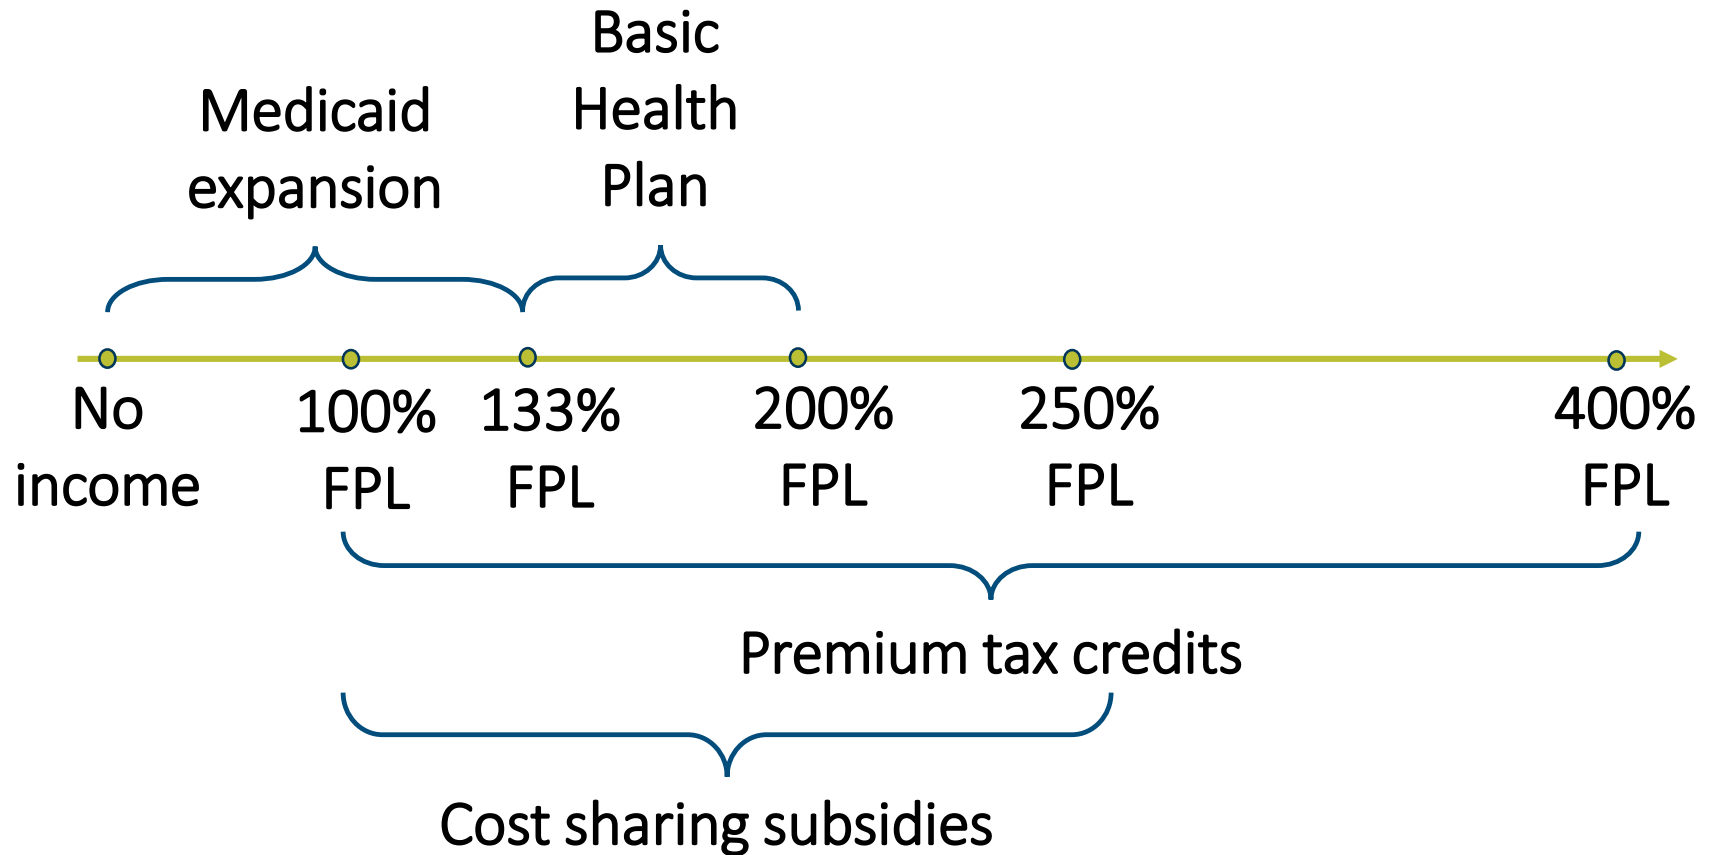 Basic
Health
Plan
Medicaid
expansion
No
income
100%
FPL
133%
FPL
200%
FPL
250%
FPL
400%
FPL
Premium tax credits
Cost sharing subsidies